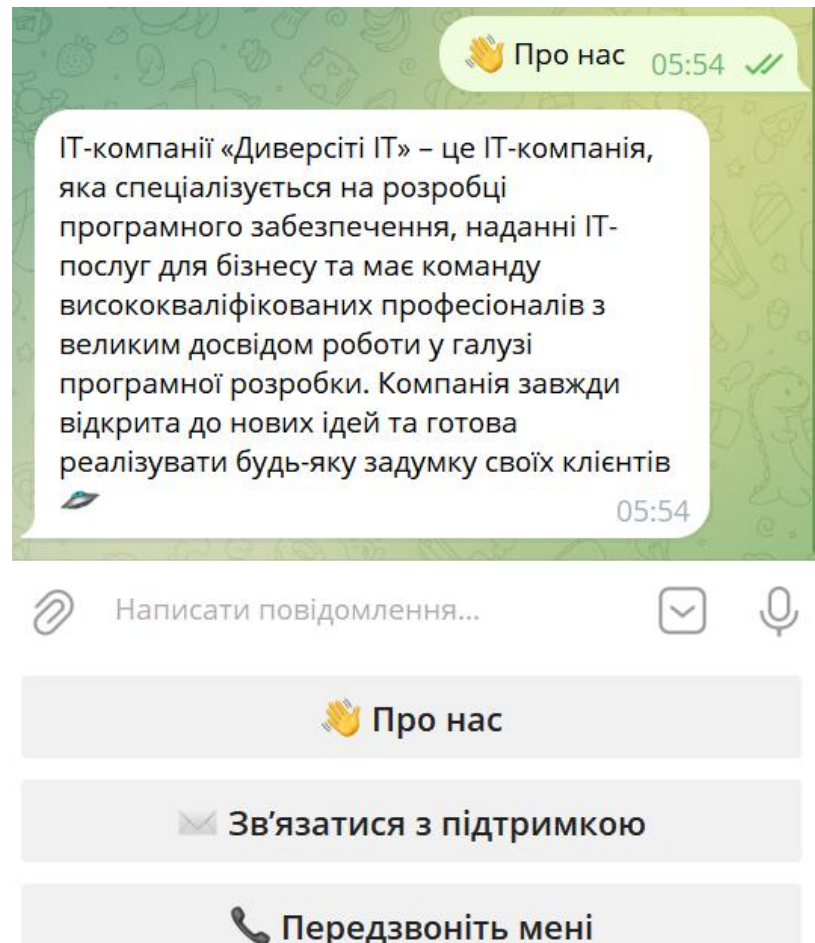 👋 Про нас 05:54
ІТ-компанії «Диверсіті ІТ» – це ІТ-компанія,
яка спеціалізується на розробці
програмного забезпечення, наданні ІТ-
послуг для бізнесу та має команду
висококваліфікованих професіоналів з
великим досвідом роботи у галузі
програмної розробки. Компанія завжди
відкрита до нових ідей та готова
реалізувати будь-яку задумку своїх клієнтів
🛸 05:54
Написати повідомлення...
👋 Про нас
✉️ Зв’язатися з підтримкою
📞 Передзвоніть мені